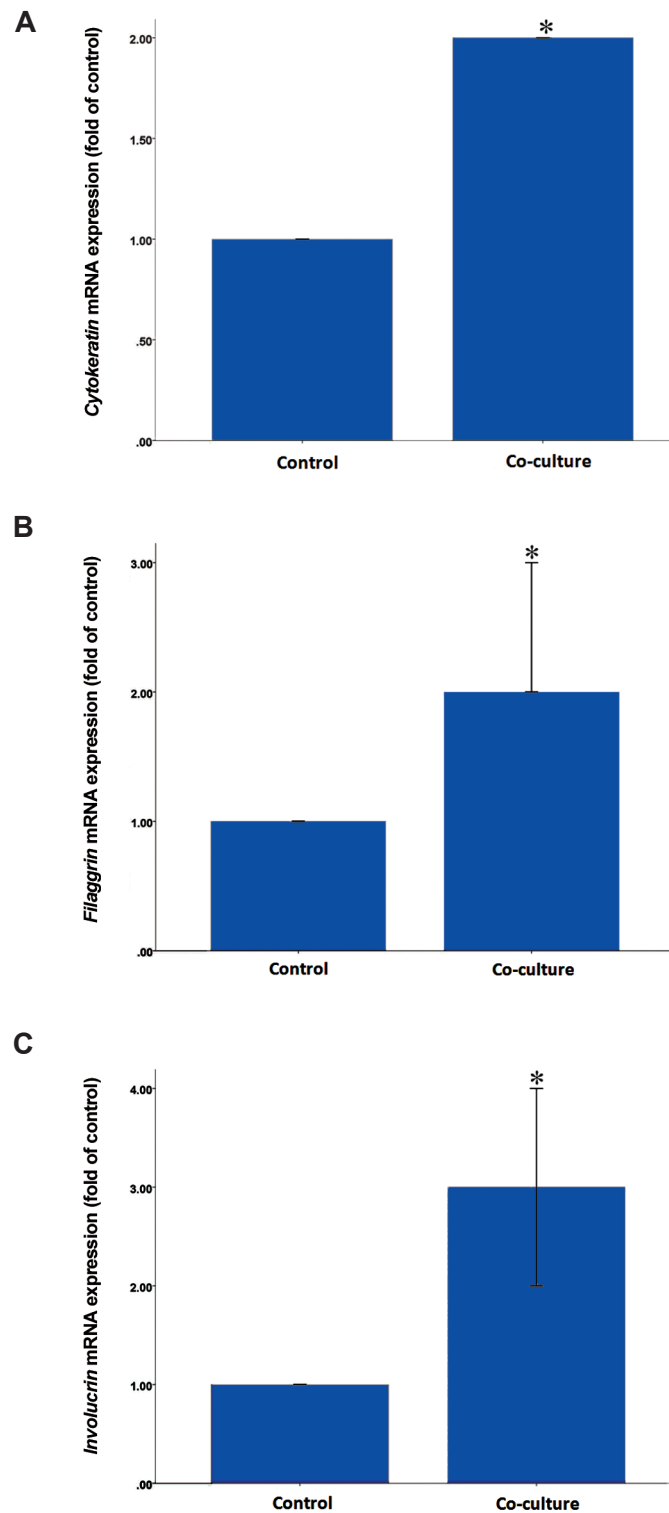 A
Cytokeratin mRNA expression (fold of control)
2.00
*
1.50
1.00
.50
.00
Control
Co-culture
B
Filaggrin mRNA expression (fold of control)
3.00
*
2.00
1.00
.00
Control
Co-culture
C
Involucrin mRNA expression (fold of control)
4.00
*
3.00
2.00
1.00
.00
Control
Co-culture